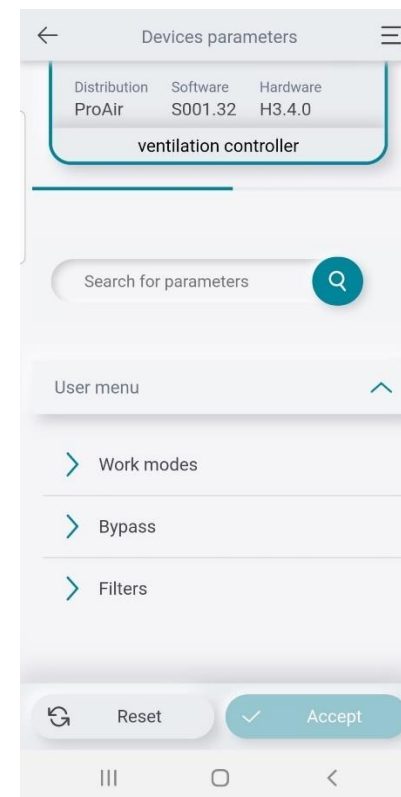 Devices parameters
Distribution Software Hardware
ProAir S001.32 H3.4.0
ventilation controller
Search for parameters
User menu
Work modes
Bypass
Filters
Reset Accept